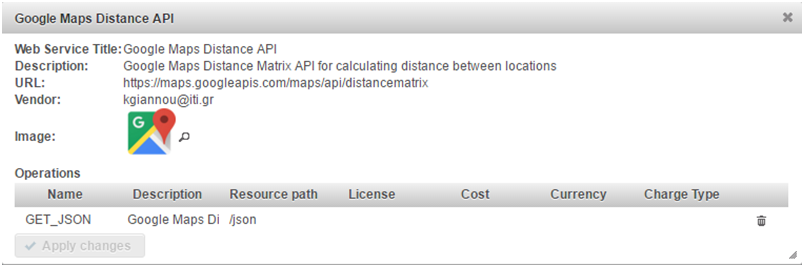 Google Maps Distance API
Web Service Title: Google Maps Distance API
Description: Google Maps Distance Matrix API for calculating distance between locations
URL: https://maps.googleapis.com/maps/api/distancematrix
Vendor: kgiannou@iti.gr
Image:
G
Operations
Name Description Resource path License Cost Currency Charge Type
GET_JSON Google Maps Di /json
Apply changes